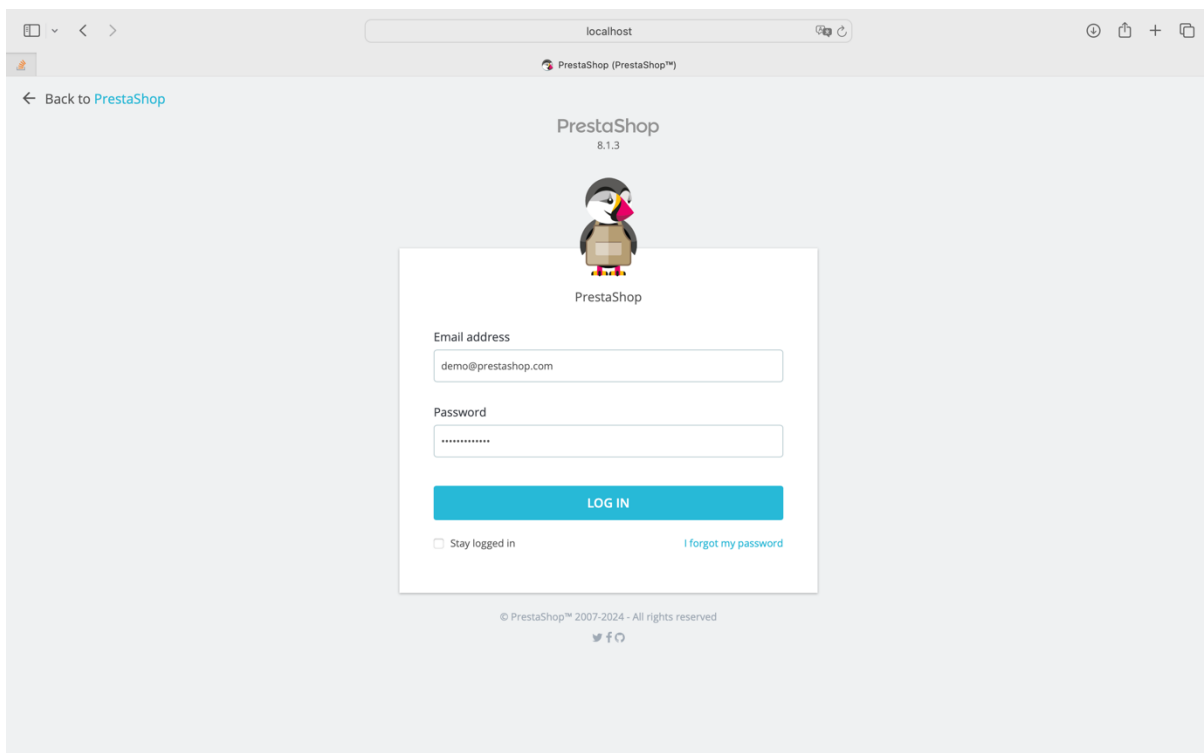 localhost
PrestaShop (PrestaShop™)
Back to PrestaShop
PrestaShop
8.1.3
PrestaShop
Email address
demo@prestashop.com
Password
•••••••••••••
LOG IN
Stay logged in I forgot my password
© PrestaShop™ 2007-2024 - All rights reserved